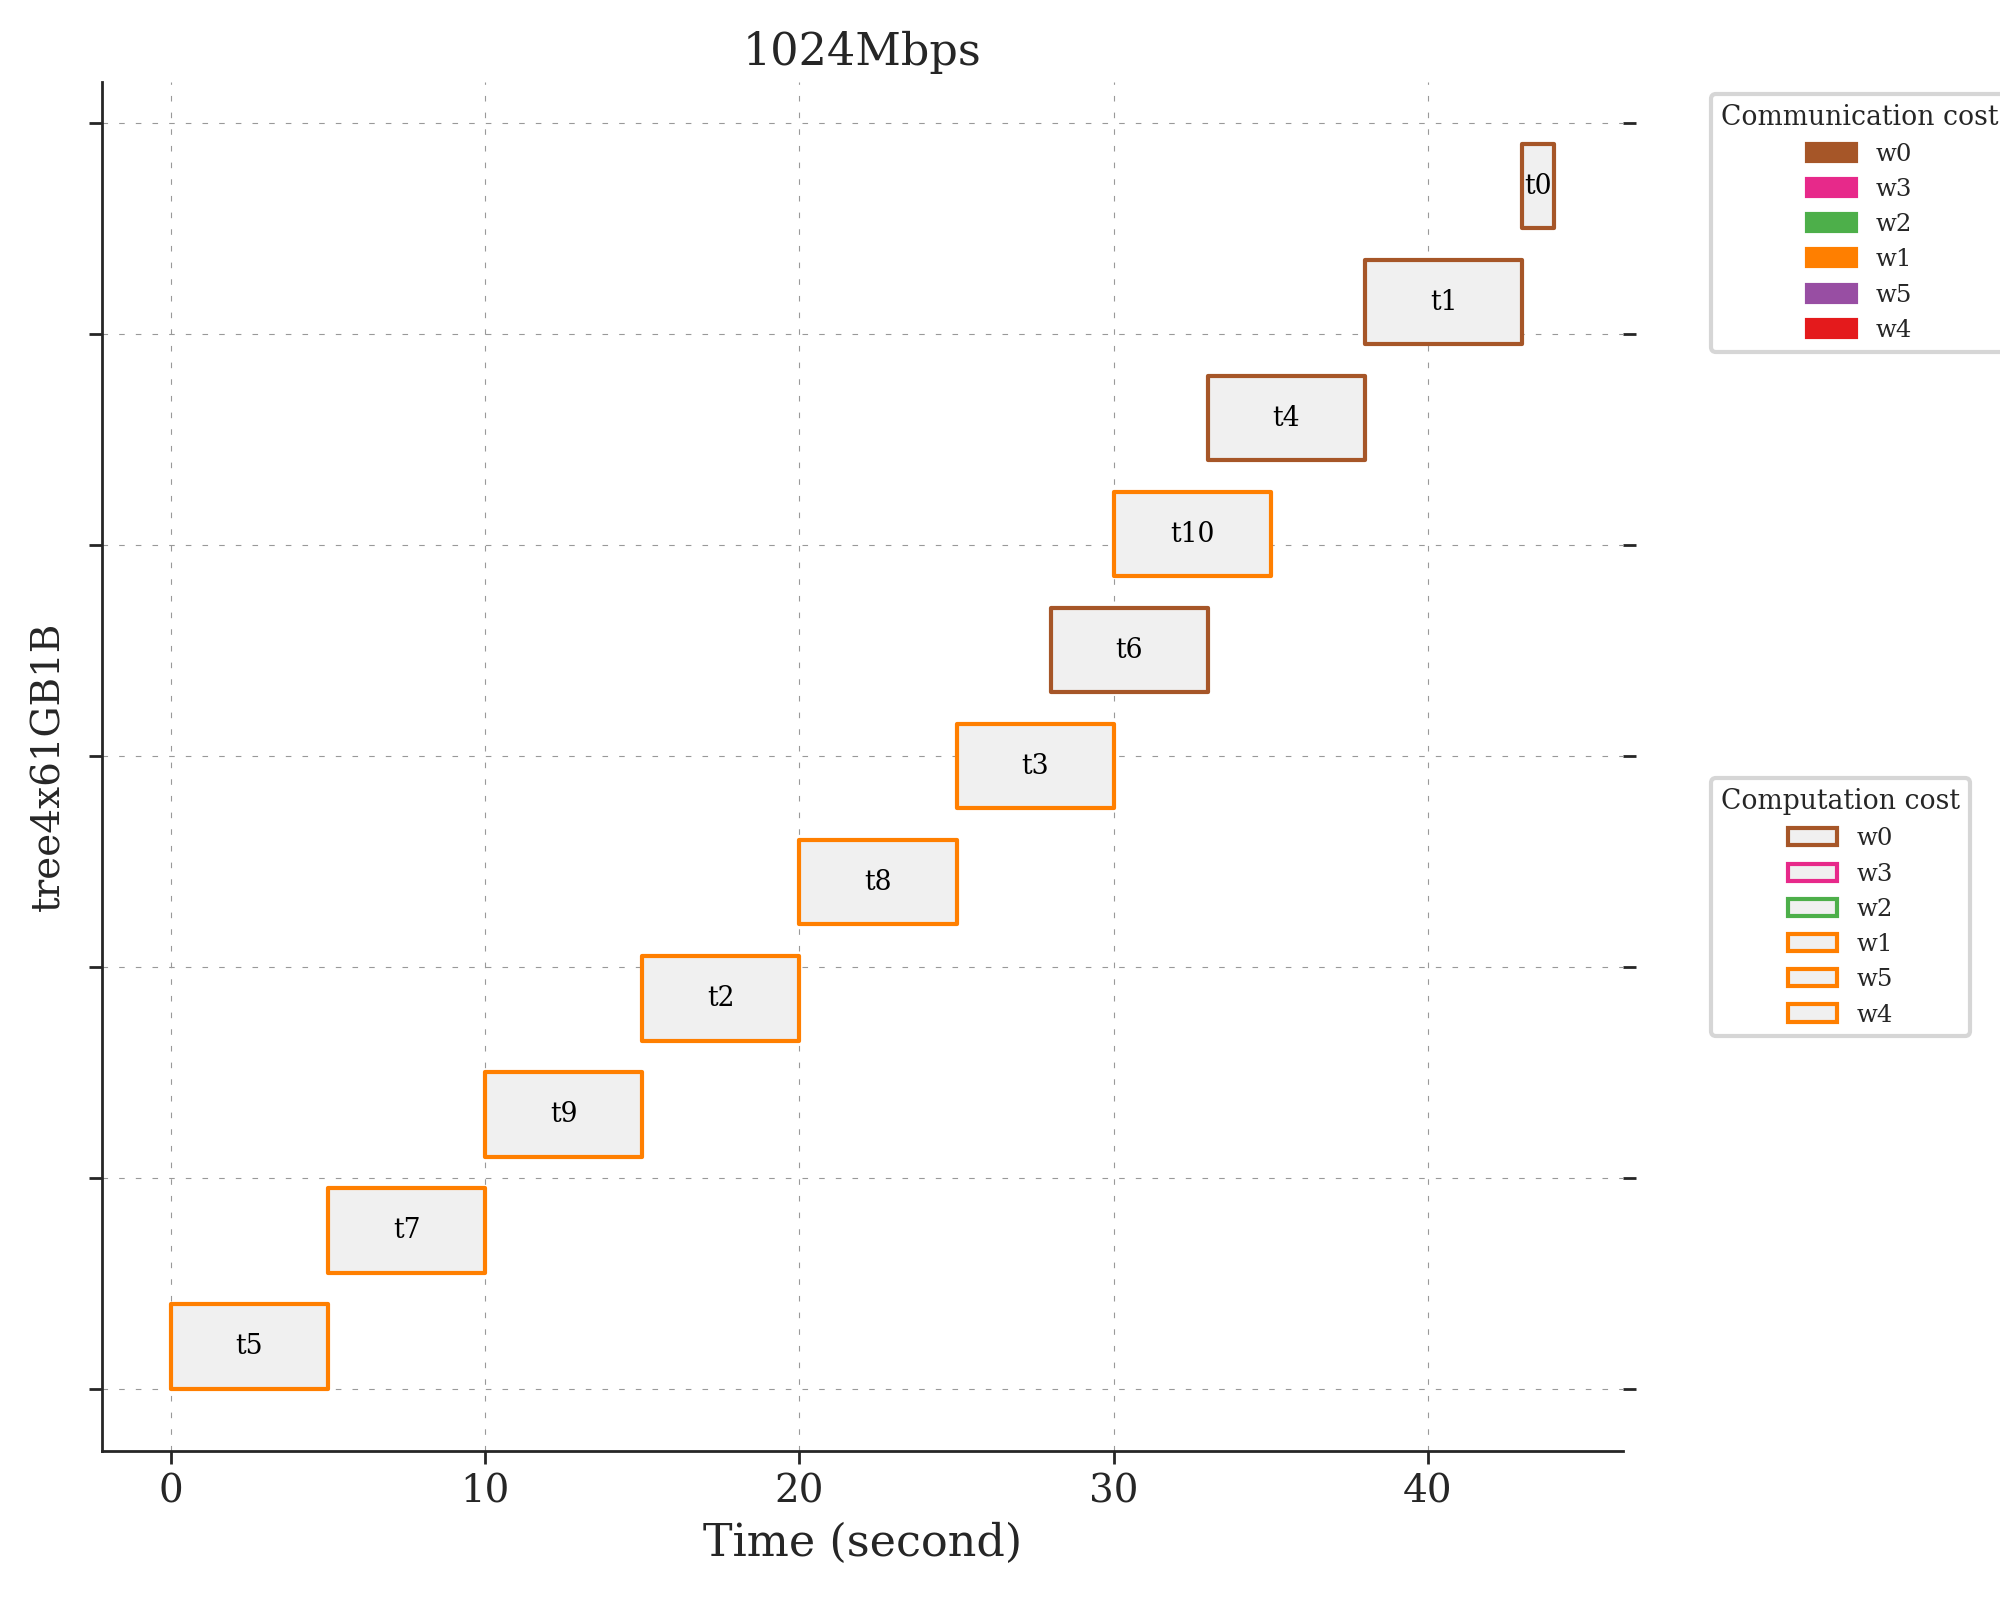 1024Mbps
Communication cost
w0
w3
w2
w1
w5
w4
t0
t1
t4
t10
t6
t3
t8
t2
t9
t7
t5
tree4x61GB1B
Computation cost
w0
w3
w2
w1
w5
w4
0
10
20
30
40
Time (second)